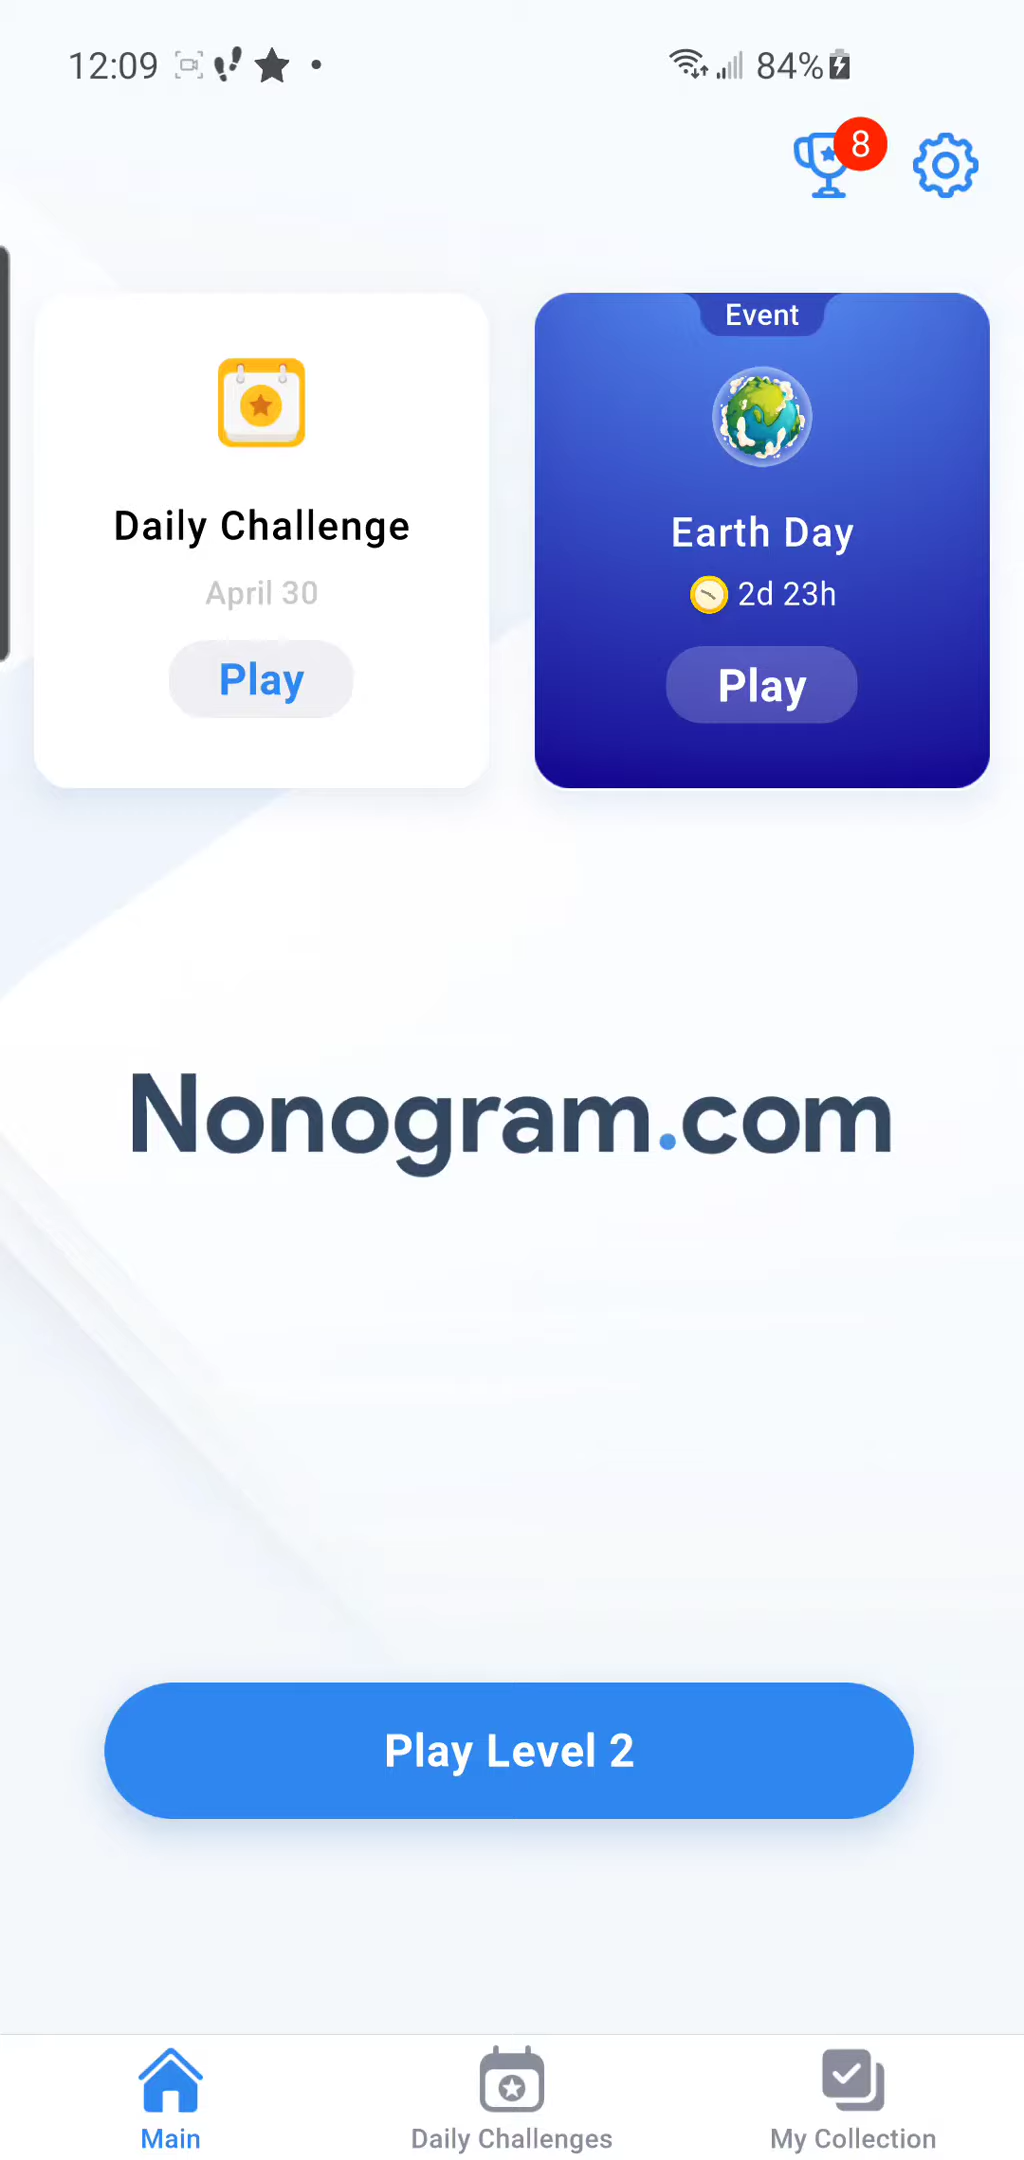 12:09
84%
8
Daily Challenge
April 30
Play
Event
Earth Day
2d 23h
Play
Nonogram.com
Play Level 2
Main
Daily Challenges
My Collection